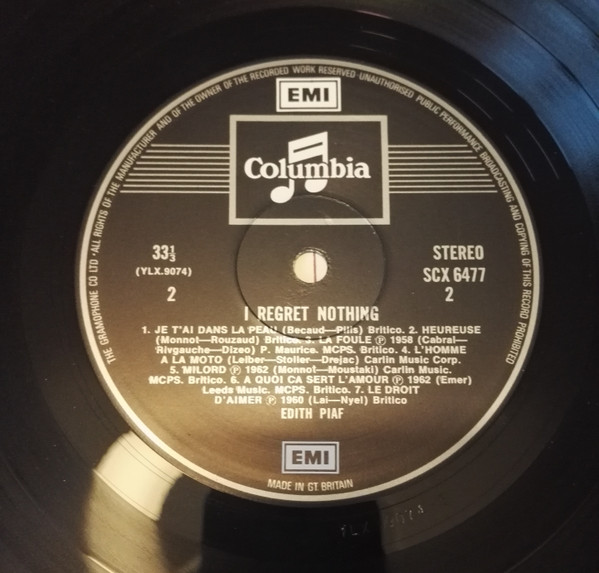 THE GRAMOPHONE CO LTD · ALL RIGHTS OF THE MANUFACTURER AND OF THE OWNER OF THE RECORDED WORK RESERVED · UNAUTHORISED PUBLIC PERFORMANCE BROADCASTING AND COPYING OF THIS RECORD PROHIBITED
EMI
Columbia
33⅓
(YLX.9074)
2
STEREO
SCX 6477
2
I REGRET NOTHING
1. JE T'AI DANS LA PEAU (Becaud—Pilis) Britico. 2. HEUREUSE
(Monnot—Rouzaud) Britico. 3. LA FOULE Ⓟ 1958 (Cabral—
Rivgauche—Dizeo) P. Maurice. MCPS. Britico. 4. L'HOMME
A LA MOTO (Leiber—Stoller—Drejac) Carlin Music Corp.
5. MILORD Ⓟ 1962 (Monnot—Moustaki) Carlin Music.
MCPS. Britico. 6. A QUOI CA SERT L'AMOUR Ⓟ 1962 (Emer)
Leeds Music. MCPS. Britico. 7. LE DROIT
D'AIMER Ⓟ 1960 (Lai—Nyel) Britico
EDITH PIAF
EMI
MADE IN GT. BRITAIN
YLX